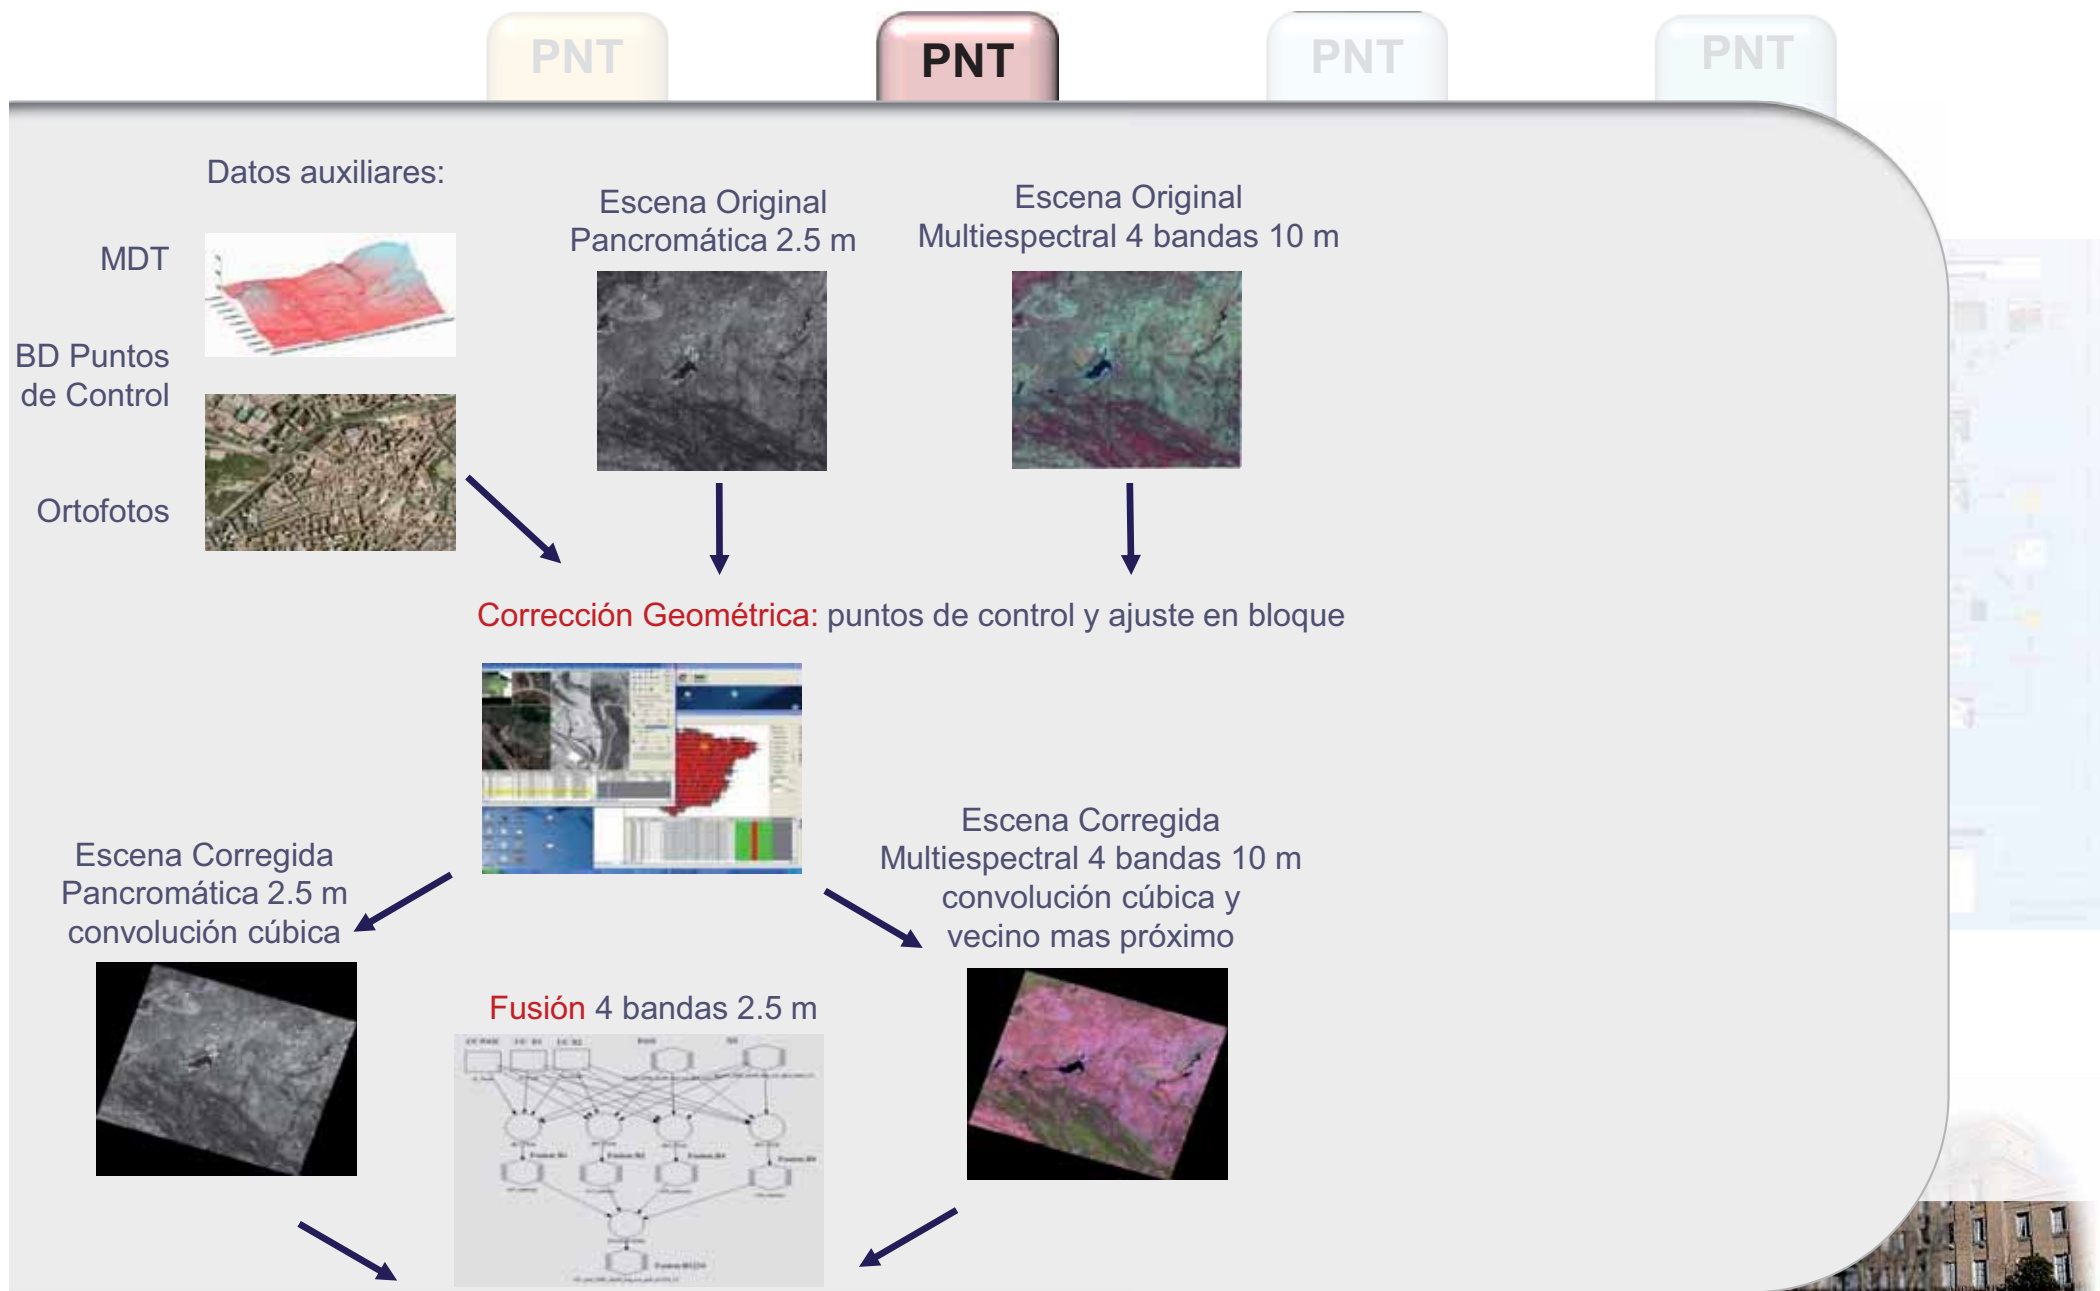 PNT
PNT
PNT
PNT
Datos auxiliares:
MDT
BD Puntos
de Control
Ortofotos
Escena Original
Pancromática 2.5 m
Escena Original
Multiespectral 4 bandas 10 m
Corrección Geométrica: puntos de control y ajuste en bloque
Escena Corregida
Pancromática 2.5 m
convolución cúbica
Escena Corregida
Multiespectral 4 bandas 10 m
convolución cúbica y
vecino mas próximo
Fusión 4 bandas 2.5 m